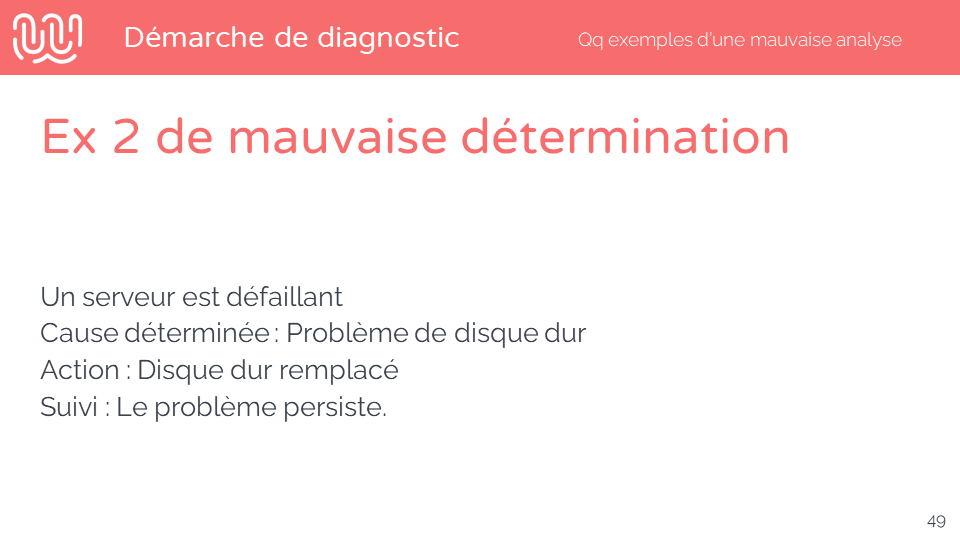 Démarche de diagnostic
Qq exemples d'une mauvaise analyse
Ex 2 de mauvaise détermination
Un serveur est défaillant
Cause déterminée : Problème de disque dur
Action : Disque dur remplacé
Suivi : Le problème persiste.
49